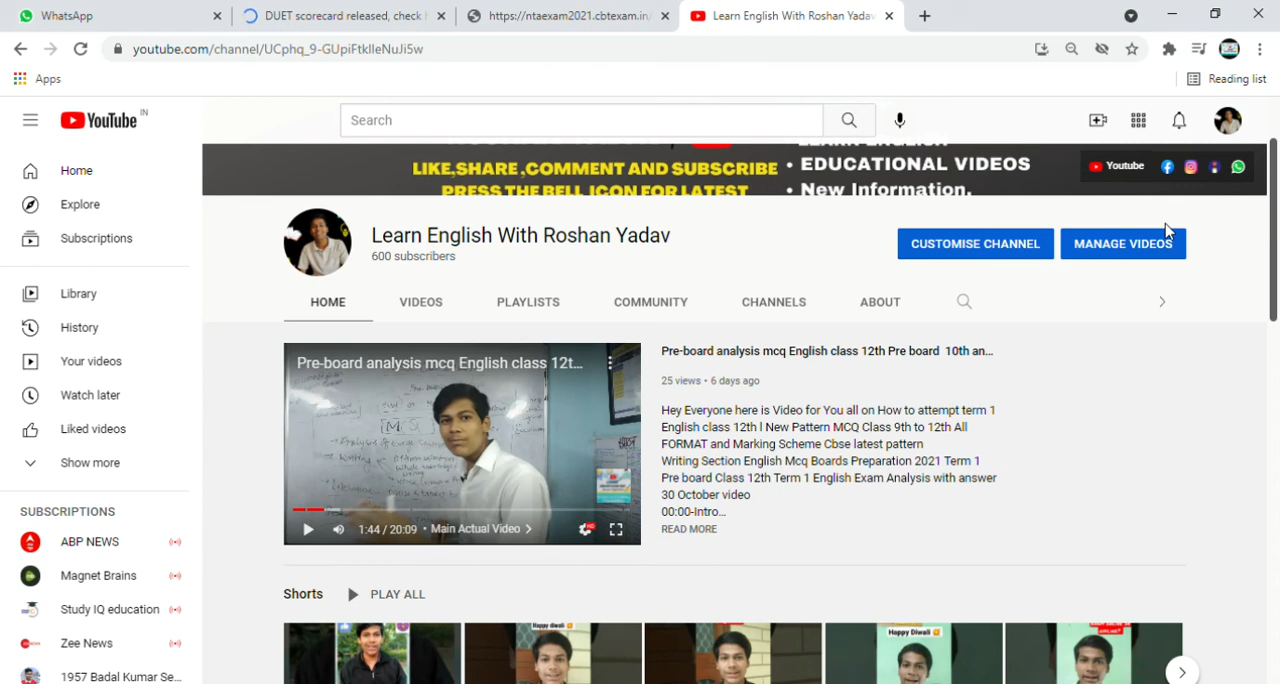 WhatsApp
DUET scorecard released, check h
https://ntaexam2021.cbtexam.in/
Learn English With Roshan Yadav
youtube.com/channel/UCphq_9-GUpiFtklleNuJi5w
Apps
Reading list
YouTube IN
Search
LEARN ENGLISH
LIKE,SHARE,COMMENT AND SUBSCRIBE
• EDUCATIONAL VIDEOS
PRESS THE BELL ICON FOR LATEST
• New Information.
Youtube
Home
Explore
Subscriptions
Library
History
Your videos
Watch later
Liked videos
Show more
SUBSCRIPTIONS
ABP NEWS
Magnet Brains
Study IQ education
Zee News
1957 Badal Kumar Se...
Learn English With Roshan Yadav
600 subscribers
CUSTOMISE CHANNEL
MANAGE VIDEOS
HOME
VIDEOS
PLAYLISTS
COMMUNITY
CHANNELS
ABOUT
Pre-board analysis mcq English class 12t...
MCQ
1:44 / 20:09 • Main Actual Video
HD
Pre-board analysis mcq English class 12th Pre board 10th an...
25 views • 6 days ago
Hey Everyone here is Video for You all on How to attempt term 1
English class 12th l New Pattern MCQ Class 9th to 12th All
FORMAT and Marking Scheme Cbse latest pattern
Writing Section English Mcq Boards Preparation 2021 Term 1
Pre board Class 12th Term 1 English Exam Analysis with answer
30 October video
00:00-Intro...
READ MORE
Shorts
PLAY ALL
Happy diwali
Happy Diwali